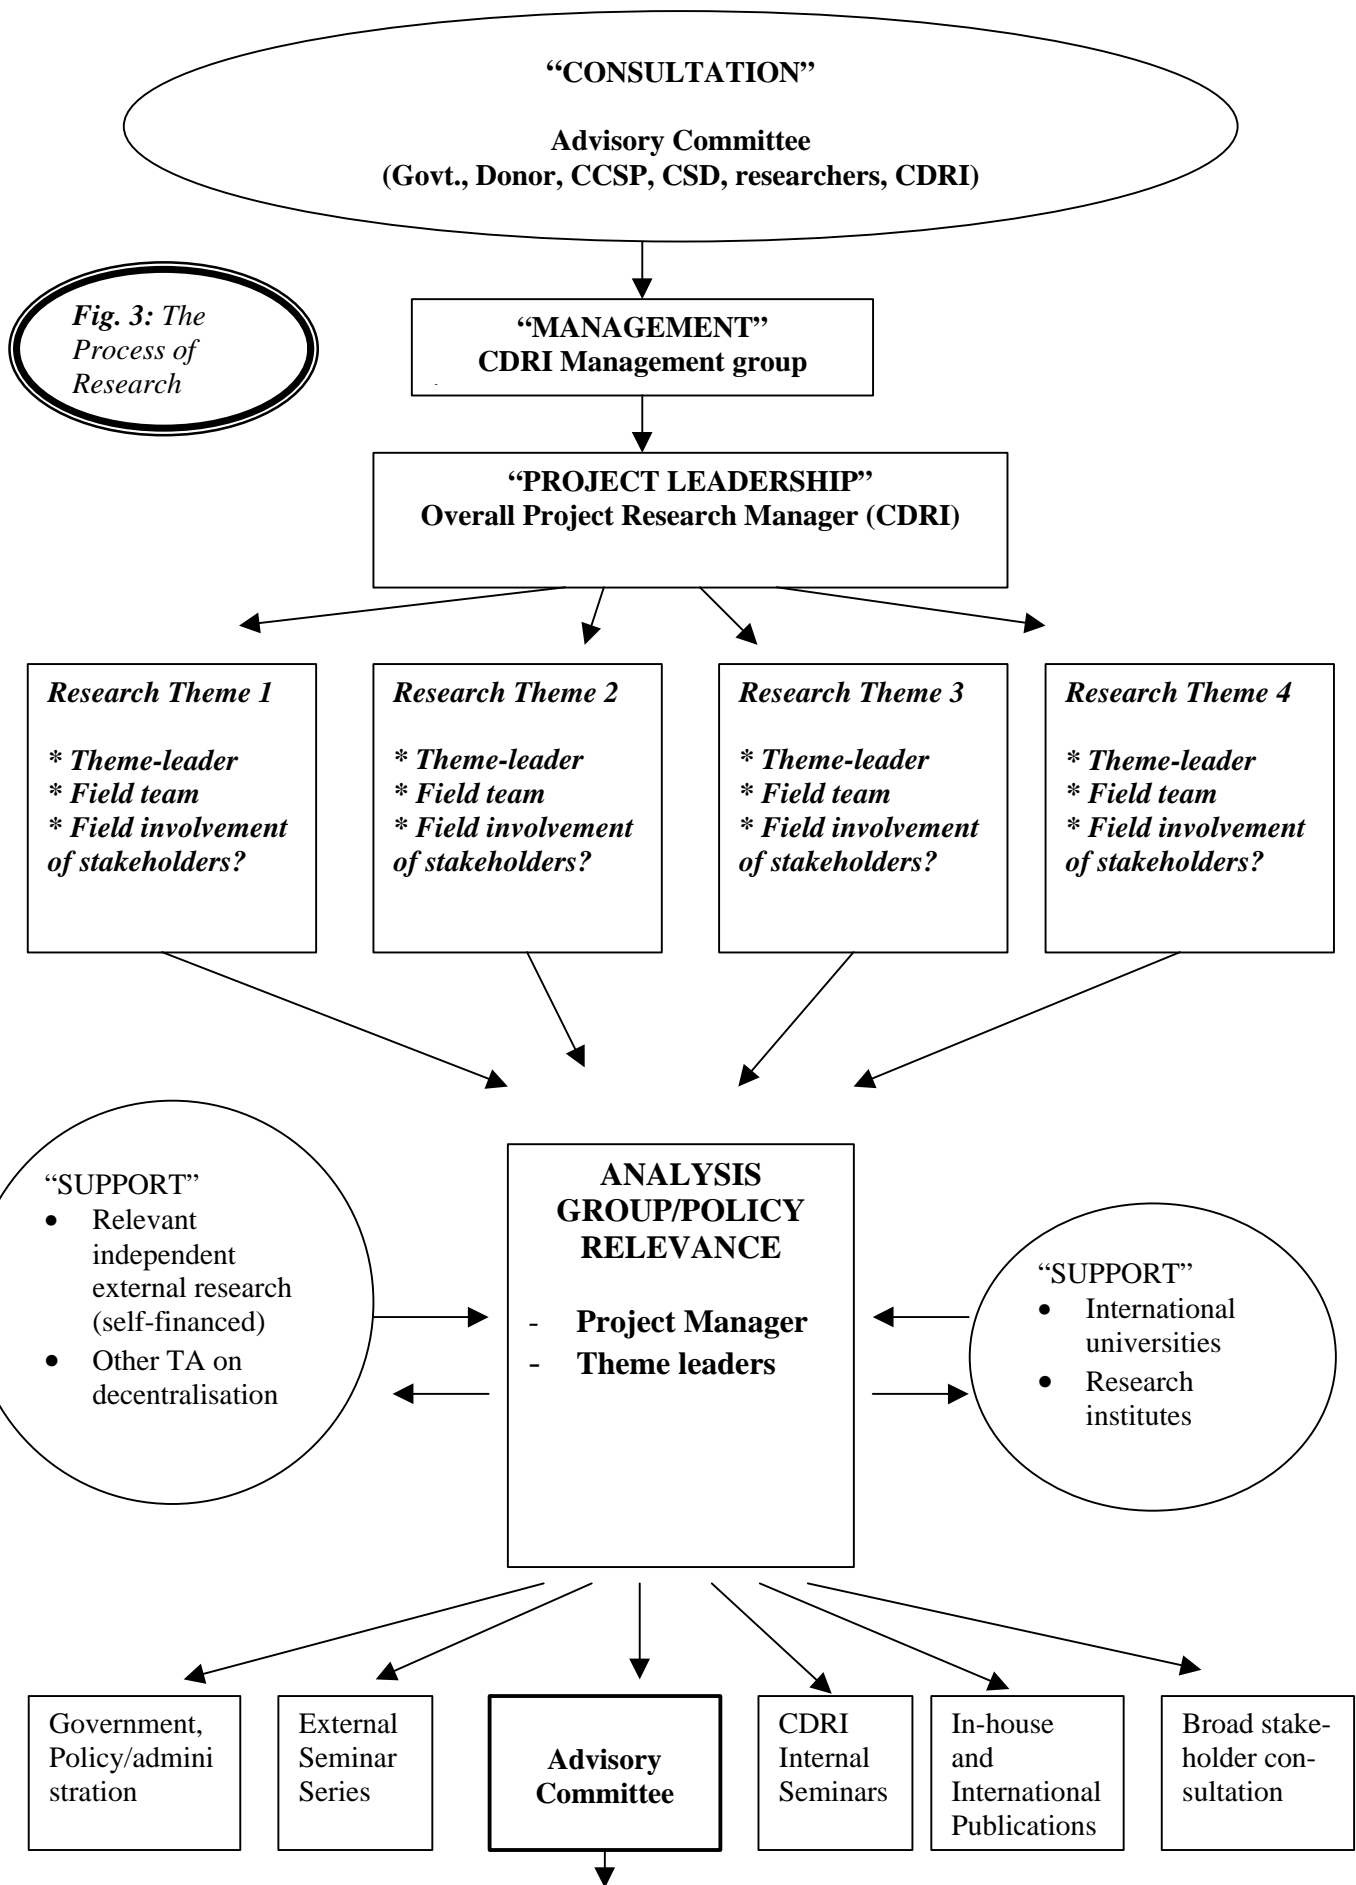 “CONSULTATION”
Advisory Committee
(Govt., Donor, CCSP, CSD, researchers, CDRI)
Fig. 3: The
Process of
Research
“MANAGEMENT”
CDRI Management group
“PROJECT LEADERSHIP”
Overall Project Research Manager (CDRI)
Research Theme 1
* Theme-leader
* Field team
* Field involvement
of stakeholders?
Research Theme 2
* Theme-leader
* Field team
* Field involvement
of stakeholders?
Research Theme 3
* Theme-leader
* Field team
* Field involvement
of stakeholders?
Research Theme 4
* Theme-leader
* Field team
* Field involvement
of stakeholders?
“SUPPORT”
• Relevant
independent
external research
(self-financed)
• Other TA on
decentralisation
ANALYSIS
GROUP/POLICY
RELEVANCE
- Project Manager
- Theme leaders
“SUPPORT”
• International
universities
• Research
institutes
Government,
Policy/admini
stration
External
Seminar
Series
Advisory
Committee
CDRI
Internal
Seminars
In-house
and
International
Publications
Broad stake-
holder con-
sultation